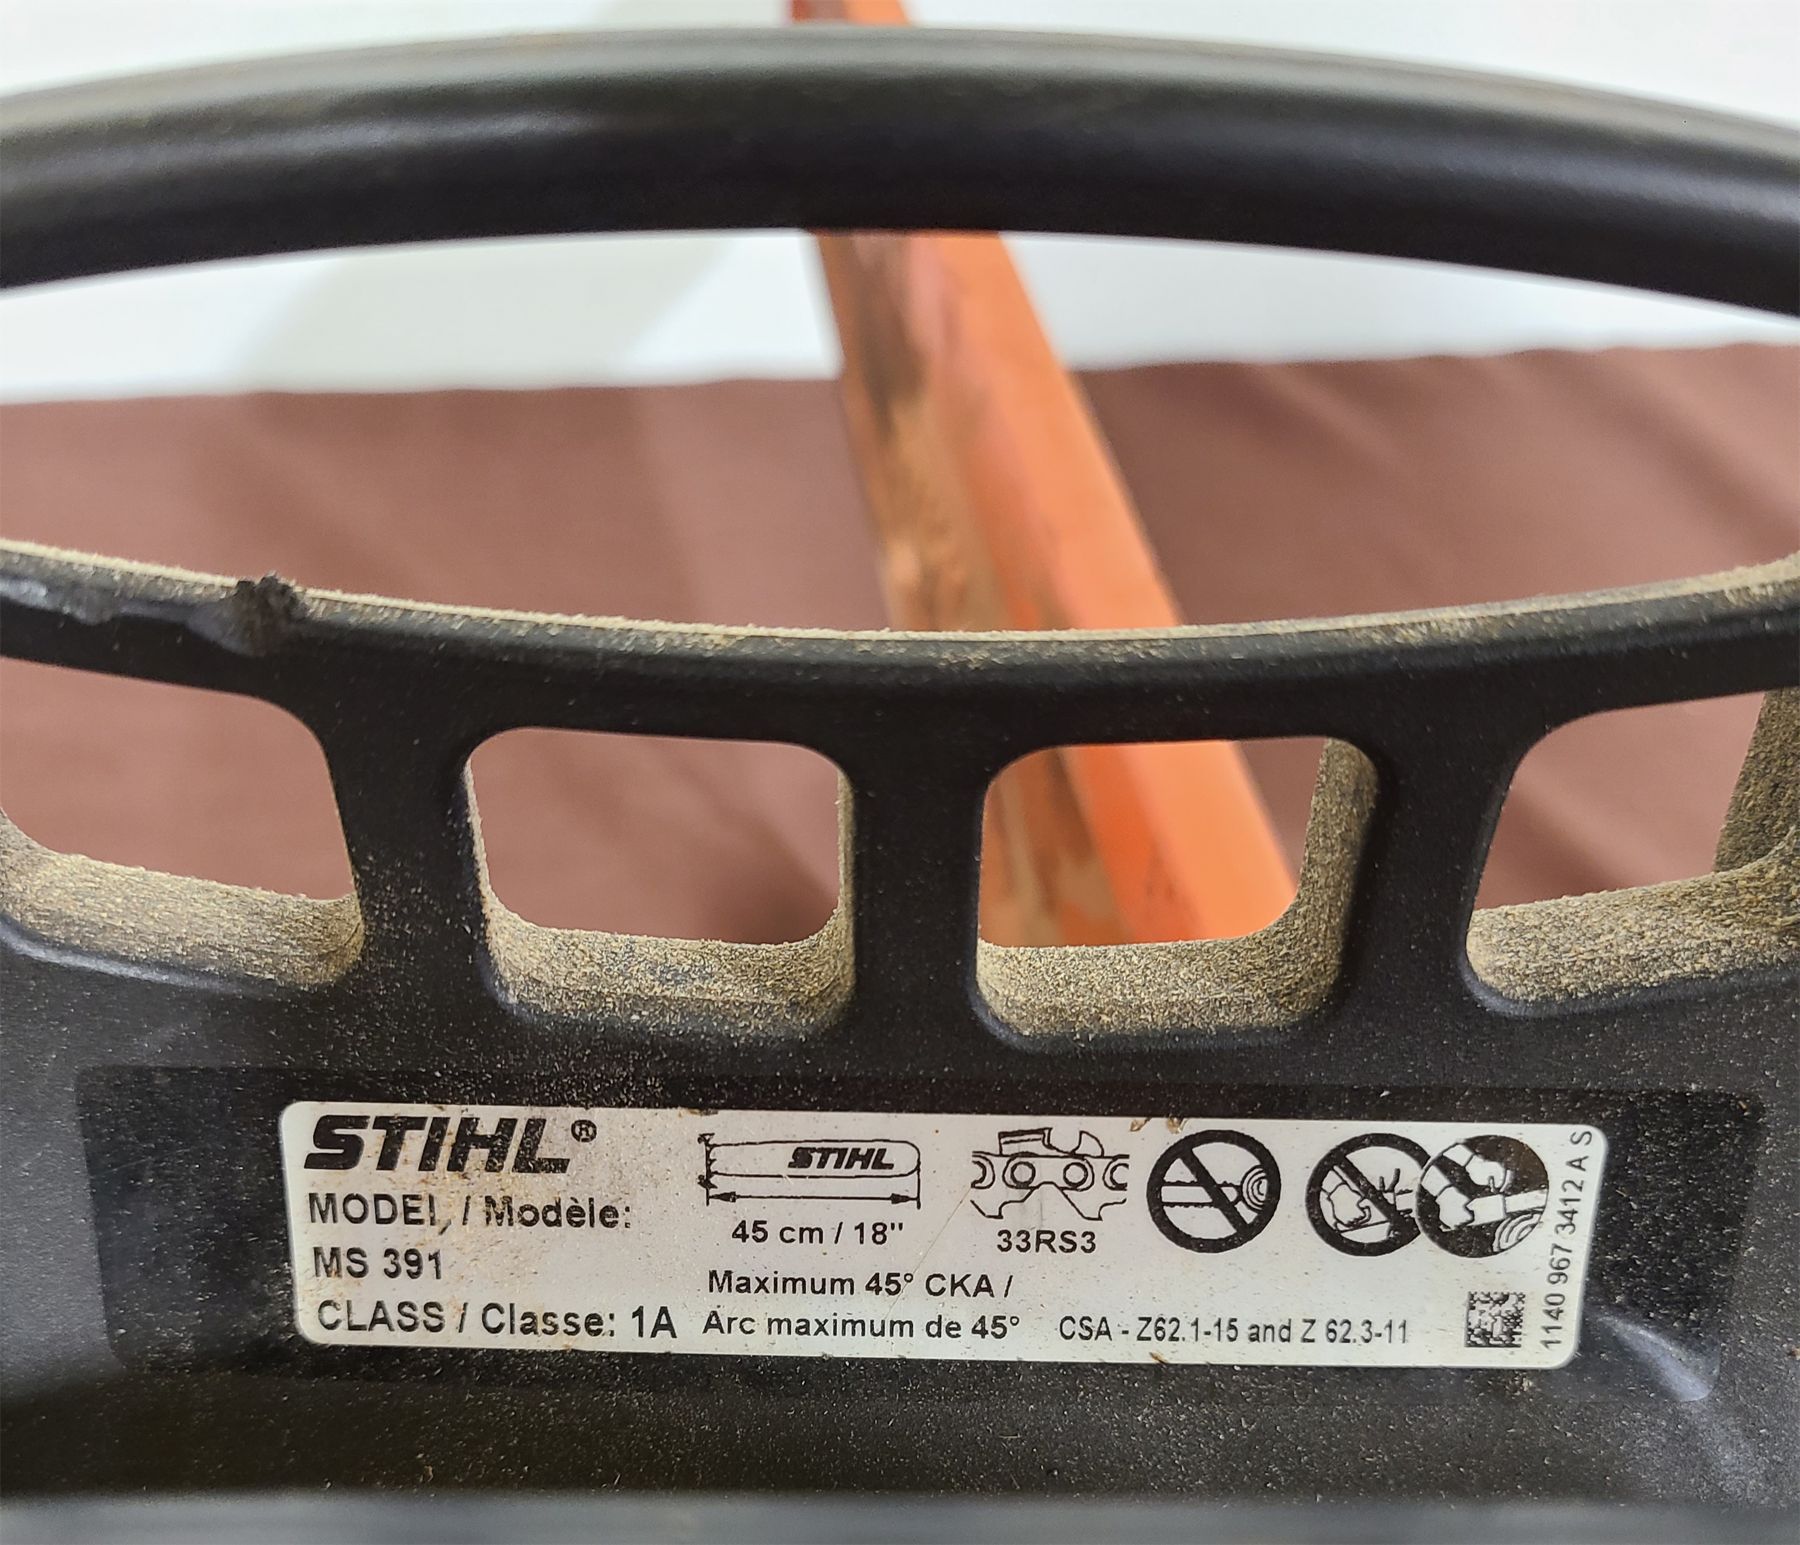 STIHL®
MODEL / Modèle:
MS 391
CLASS / Classe: 1A
STIHL
45 cm / 18"
33RS3
Maximum 45° CKA /
Arc maximum de 45°
CSA - Z62.1-15 and Z 62.3-11
1140 967 3412 A S